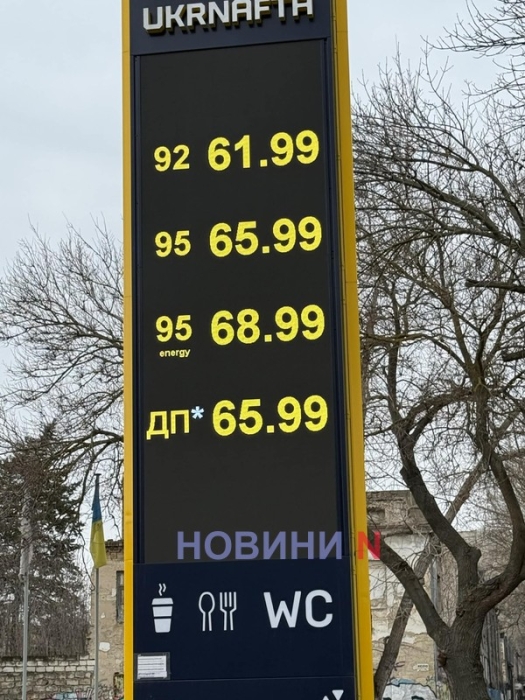 UKRNAFTA
92 61.99
95 65.99
95 68.99
energy
ДП* 65.99
НОВИНИ N
WC